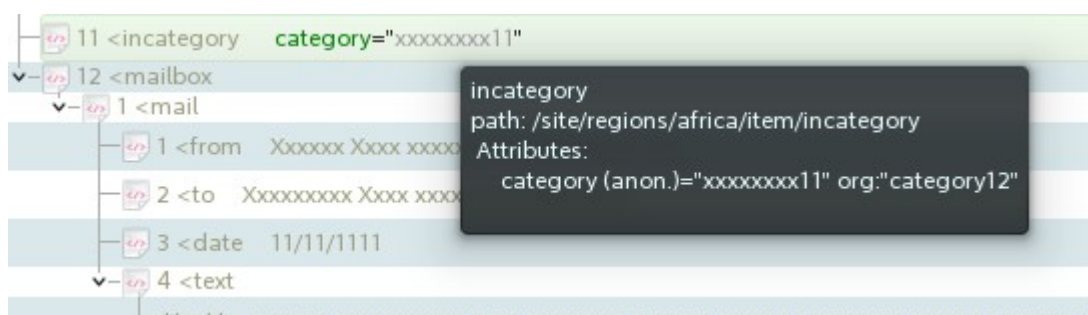 11 <incategory category="xxxxxxxx11"
12 <mailbox
1 <mail
1 <from Xxxxxx Xxxx xxxxx
2 <to Xxxxxxxxx Xxxx xxxx
3 <date 11/11/1111
4 <text
incategory
path: /site/regions/africa/item/incategory
Attributes:
category (anon.)="xxxxxxxx11" org:"category12"